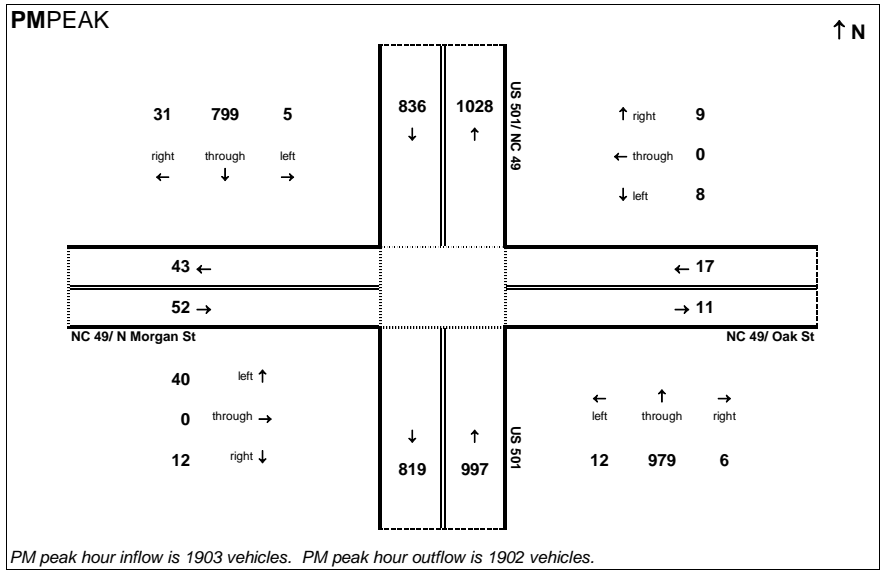 PMPEAK
↑ N
31 799 5
right through left
← ↓ →
836 1028
↓ ↑
US 501/ NC 49
↑ right 9
← through 0
↓ left 8
43 ←
52 →
← 17
→ 11
NC 49/ N Morgan St
NC 49/ Oak St
40 left ↑
0 through →
12 right ↓
↓ ↑
819 997
US 501
← ↑ →
left through right
12 979 6
PM peak hour inflow is 1903 vehicles. PM peak hour outflow is 1902 vehicles.